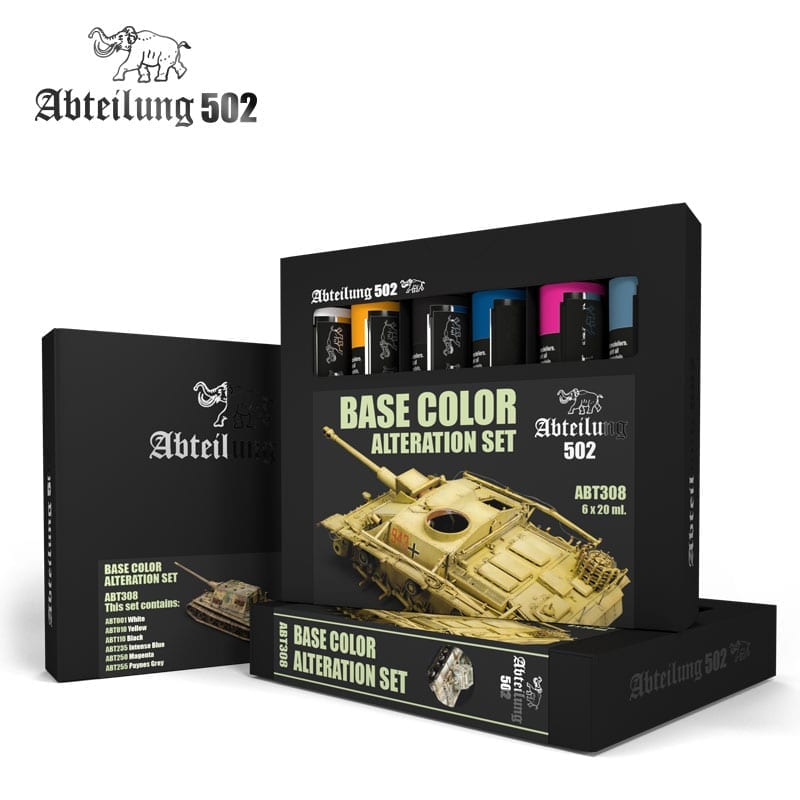 Abteilung 502
Abteilung 502
BASE COLOR
ALTERATION SET
Abteilung
502
ABT308
6 x 20 ml.
Abteilung
BASE COLOR
ALTERATION SET
ABT308
This set contains:
ABT001 White
ABT010 Yellow
ABT110 Black
ABT235 Intense Blue
ABT250 Magenta
ABT255 Paynes Grey
ABT308
BASE COLOR
ALTERATION SET
Abteilung
502
Abteilung 502